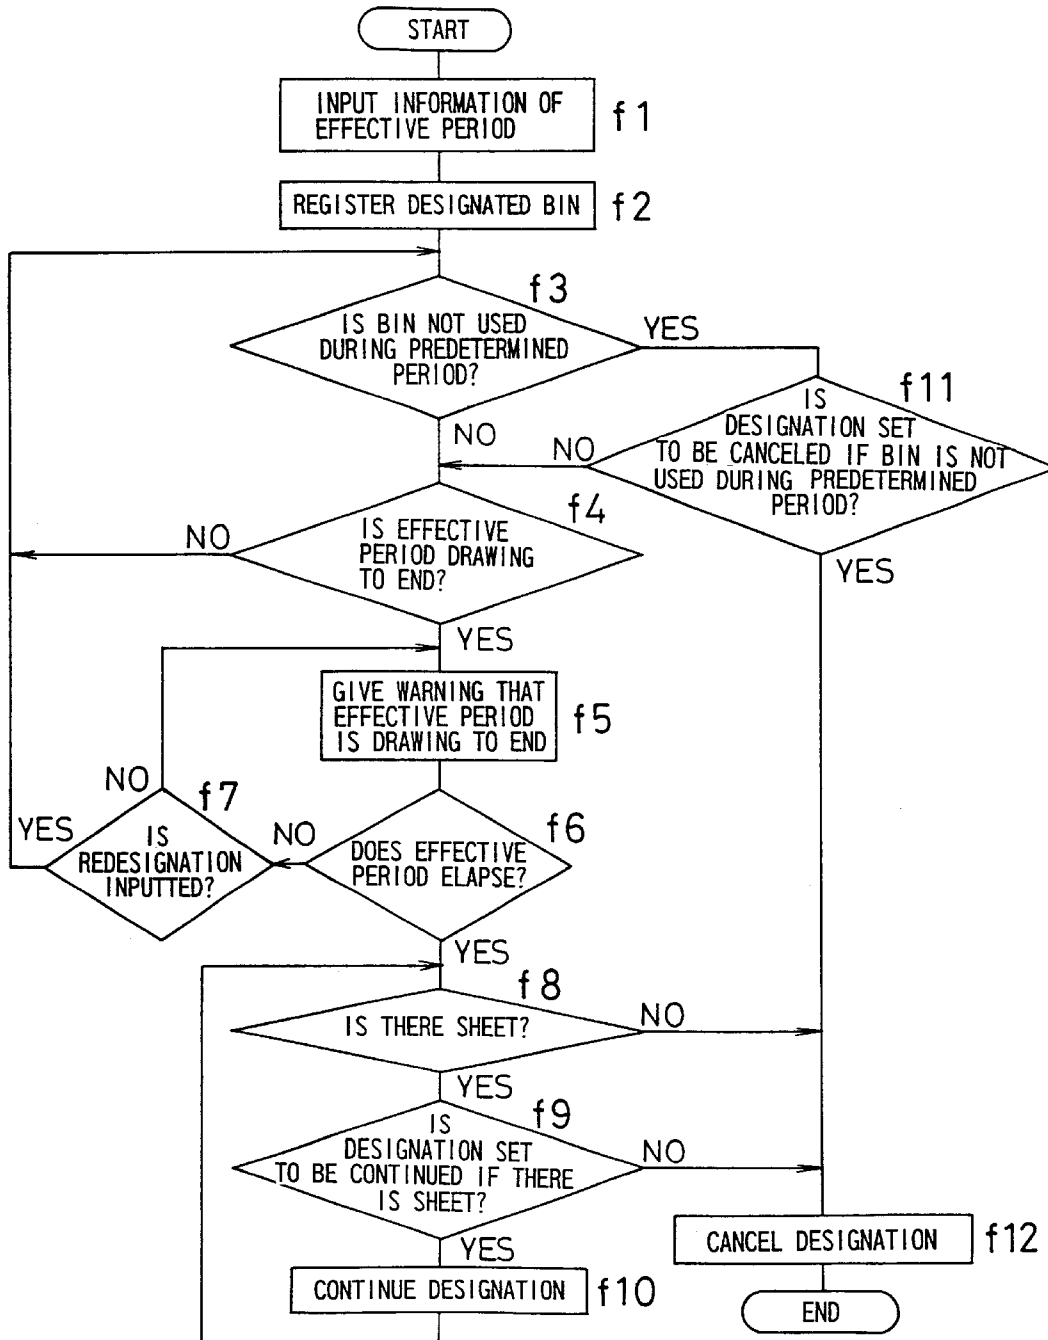 START
INPUT INFORMATION OF
EFFECTIVE PERIOD
f1
REGISTER DESIGNATED BIN
f2
f3
IS BIN NOT USED
DURING PREDETERMINED
PERIOD?
YES
NO
f11
IS
DESIGNATION SET
TO BE CANCELED IF BIN IS NOT
USED DURING PREDETERMINED
PERIOD?
NO
YES
f4
IS EFFECTIVE
PERIOD DRAWING
TO END?
NO
YES
GIVE WARNING THAT
EFFECTIVE PERIOD
IS DRAWING TO END
f5
f6
DOES EFFECTIVE
PERIOD ELAPSE?
NO
YES
f7
IS
REDESIGNATION
INPUTTED?
NO
YES
f8
IS THERE SHEET?
NO
YES
f9
IS
DESIGNATION SET
TO BE CONTINUED IF THERE
IS SHEET?
NO
YES
CONTINUE DESIGNATION
f10
CANCEL DESIGNATION
f12
END